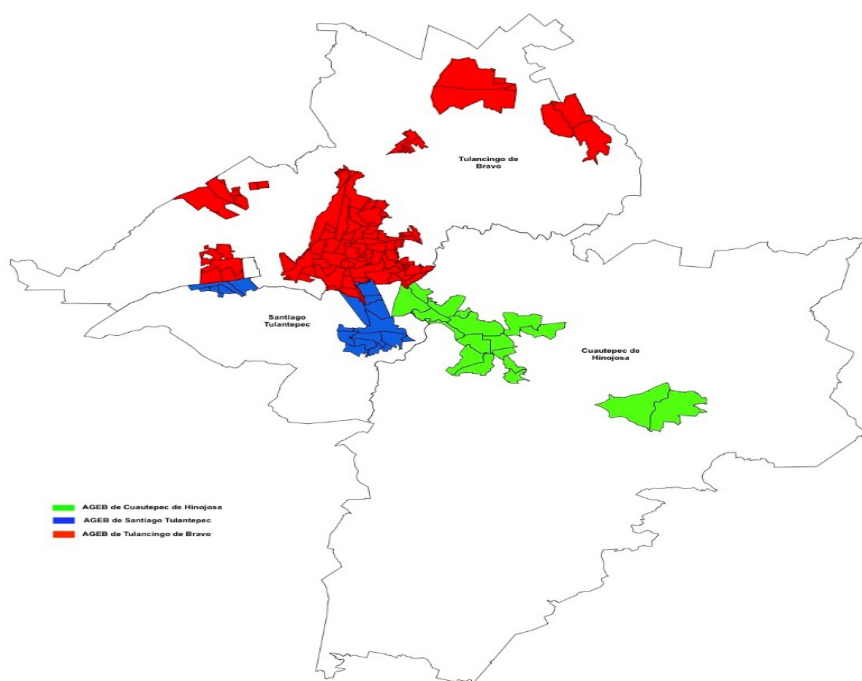 Tulancingo de
Bravo
Santiago
Tulantepec
Cuautepec de
Hinojosa
AGEB de Cuautepec de Hinojosa
AGEB de Santiago Tulantepec
AGEB de Tulancingo de Bravo